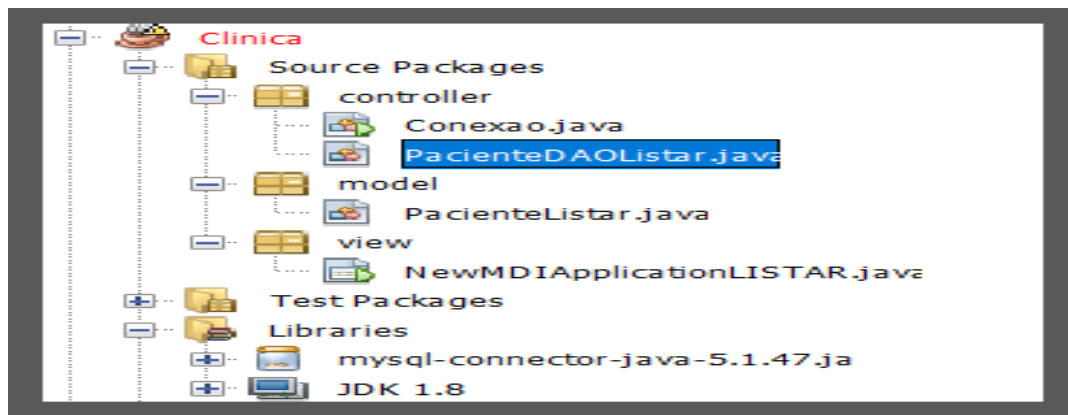 Clinica
Source Packages
controller
Conexao.java
PacienteDAOListar.java
model
PacienteListar.java
view
NewMDIApplicationLISTAR.java
Test Packages
Libraries
mysql-connector-java-5.1.47.ja
JDK 1.8